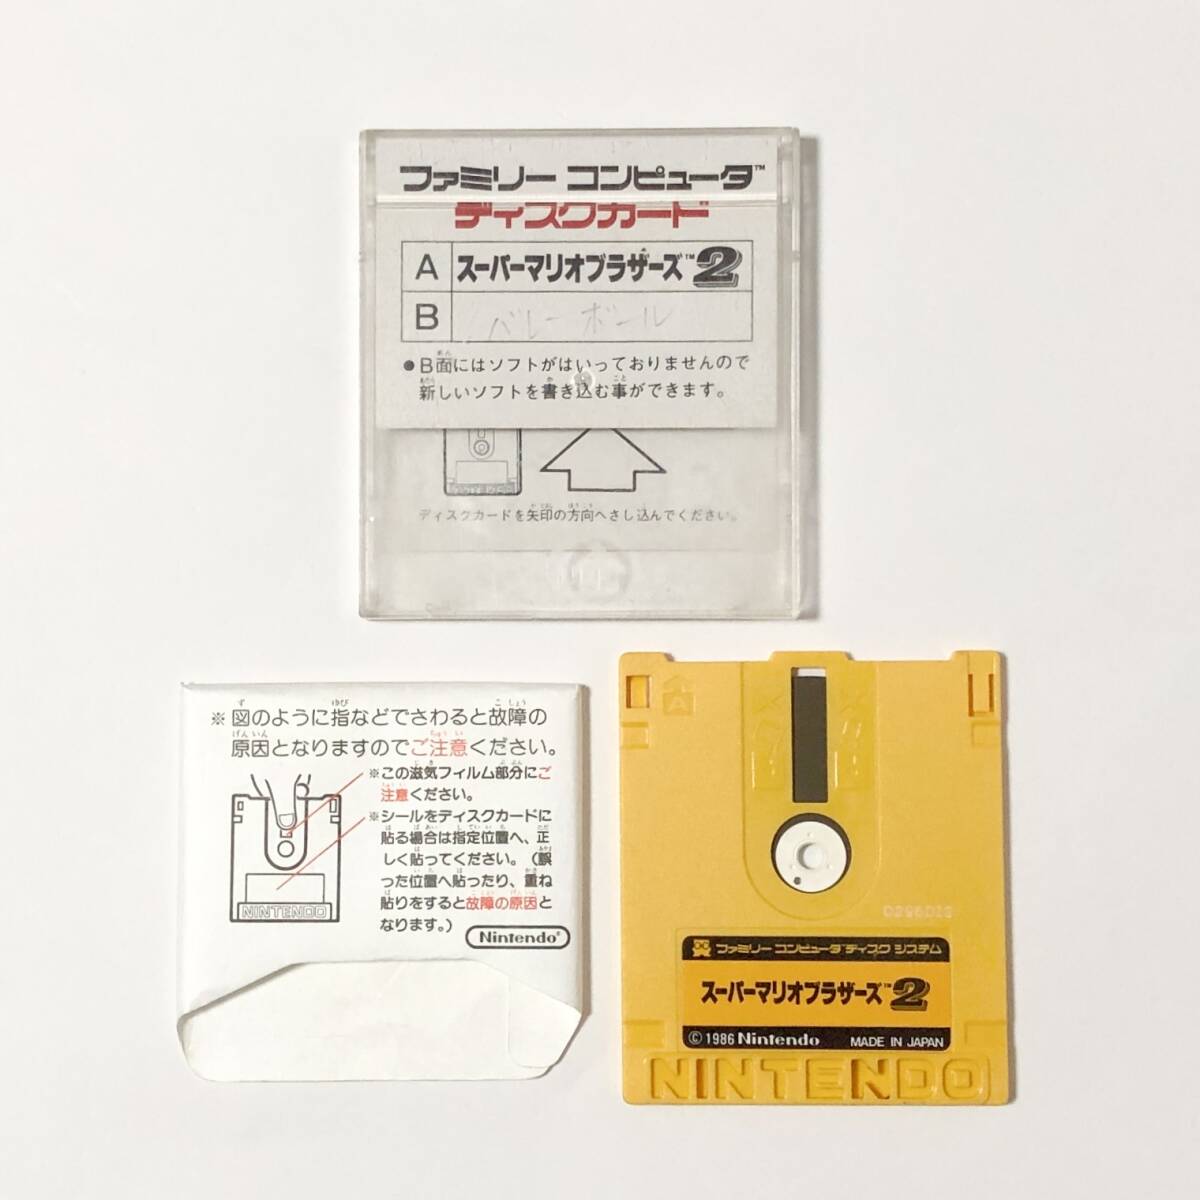 ファミリー コンピュータ™
ディスクカード
A スーパーマリオブラザーズ™2
B バレーボール
●B面にはソフトがはいっておりませんので
新しいソフトを書き込む事ができます。
NINTENDO
ディスクカードを矢印の方向へさし込んでください。
※図のように指などでさわると故障の
原因となりますのでご注意ください。
※この滋気フィルム部分にご
注意ください。
※シールをディスクカードに
貼る場合は指定位置へ、正
しく貼ってください。(誤
った位置へ貼ったり、重ね
貼りをすると故障の原因と
なります。)
NINTENDO
Nintendo®
A
ファミリー コンピュータ™ ディスク システム
スーパーマリオブラザーズ™2
©1986 Nintendo MADE IN JAPAN
NINTENDO